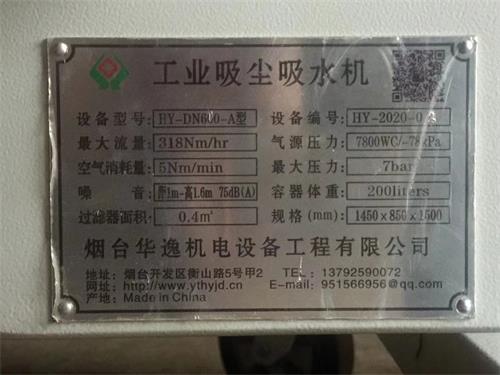 工业吸尘吸水机
设备型号: HY-DN600-A型 设备编号: HY-2020-0
最大流量: 318Nm/hr 气源压力: 7800WC/-78kPa
空气消耗量: 5Nm/min 最大压力: 7bar
噪音: 距1m-高1.6m 75dB(A) 容器体重: 200liters
过滤器面积: 0.4㎡ 规格(mm): 1450×850×1500
烟台华逸机电设备工程有限公司
地址: 烟台开发区衡山路5号甲2 TEL: 13792590072
网址: http://www.ythyjd.cn E-mail: 951566956@qq.com
产地: Made in China